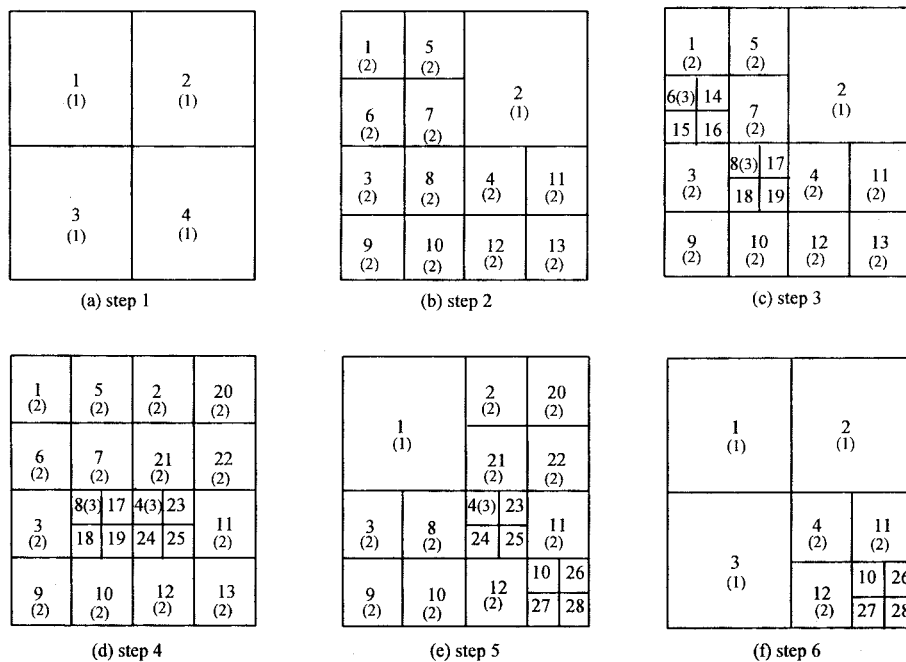 1 2
(1) (1)
3 4
(1) (1)
(a) step 1
1 5
(2) (2)
2
(1)
6 7
(2) (2)
3 8 4 11
(2) (2) (2) (2)
9 10 12 13
(2) (2) (2) (2)
(b) step 2
1 5
(2) (2)
2
(1)
6(3) 14
7
(2)
15 16
8(3) 17
3 4 11
(2) (2) (2)
18 19
9 10 12 13
(2) (2) (2) (2)
(c) step 3
1 5 2 20
(2) (2) (2) (2)
6 7 21 22
(2) (2) (2) (2)
8(3) 17 4(3) 23
3 11
(2) (2)
18 19 24 25
9 10 12 13
(2) (2) (2) (2)
(d) step 4
2 20
(2) (2)
1
(1)
21 22
(2) (2)
4(3) 23
3 8 11
(2) (2) (2)
24 25
10 26
9 10 12
(2) (2) (2)
27 28
(e) step 5
1 2
(1) (1)
4 11
(2) (2)
3
(1)
10 26
12
(2)
27 28
(f) step 6